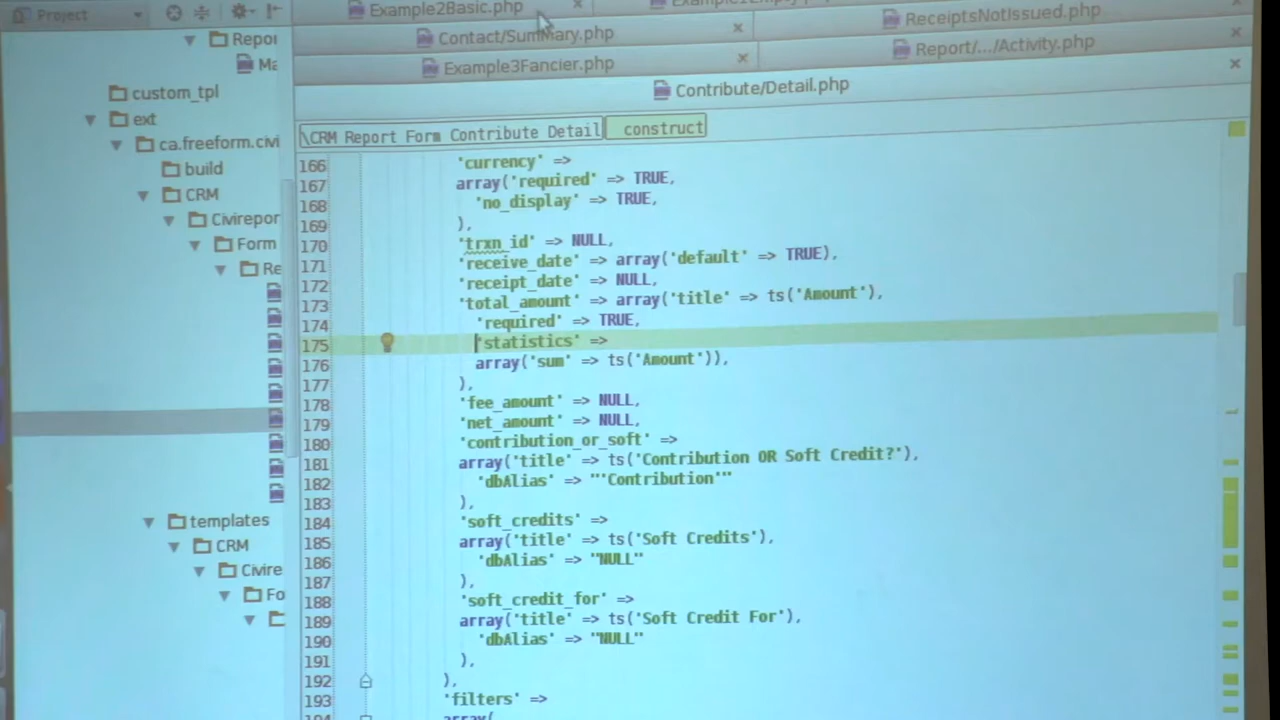 Project
Example2Basic.php
Contact/Summary.php
ReceiptsNotIssued.php
Example3Fancier.php
Report/.../Activity.php
Contribute/Detail.php
\CRM_Report_Form_Contribute_Detail
construct
Repor
Ma
custom_tpl
ext
ca.freeform.civi
build
CRM
Civirepor
Form
Re
templates
CRM
Civire
Fo
166 'currency' =>
167 array('required' => TRUE,
168 'no_display' => TRUE,
169 ),
170 'trxn_id' => NULL,
171 'receive_date' => array('default' => TRUE),
172 'receipt_date' => NULL,
173 'total_amount' => array('title' => ts('Amount'),
174 'required' => TRUE,
175 'statistics' =>
176 array('sum' => ts('Amount')),
177 ),
178 'fee_amount' => NULL,
179 'net_amount' => NULL,
180 'contribution_or_soft' =>
181 array('title' => ts('Contribution OR Soft Credit?'),
182 'dbAlias' => "'Contribution'"
183 ),
184 'soft_credits' =>
185 array('title' => ts('Soft Credits'),
186 'dbAlias' => "NULL"
187 ),
188 'soft_credit_for' =>
189 array('title' => ts('Soft Credit For'),
190 'dbAlias' => "NULL"
191 ),
192 ),
193 'filters' =>
array(